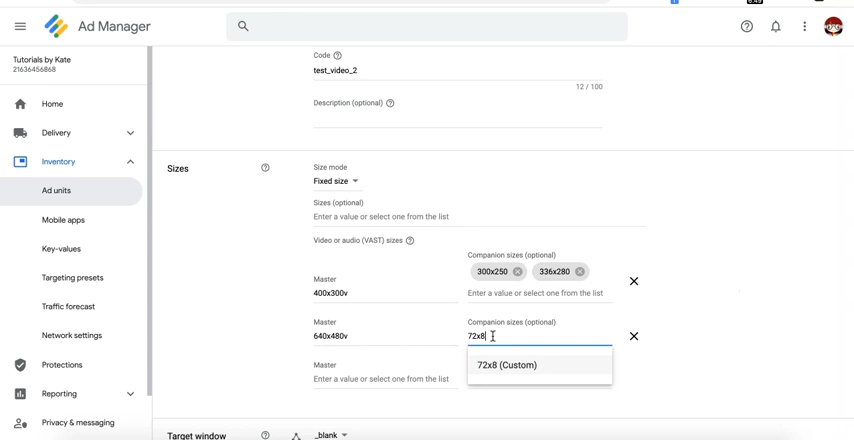 Ad Manager
Tutorials by Kate
21636456868
Home
Delivery
Inventory
Ad units
Mobile apps
Key-values
Targeting presets
Traffic forecast
Network settings
Protections
Reporting
Privacy & messaging
Code
test_video_2
12 / 100
Description (optional)
Sizes
Size mode
Fixed size
Sizes (optional)
Enter a value or select one from the list
Video or audio (VAST) sizes
Companion sizes (optional)
300x250
336x280
Master
400x300v
Enter a value or select one from the list
Master
640x480v
Companion sizes (optional)
72x8
72x8 (Custom)
Master
Enter a value or select one from the list
Target window
_blank